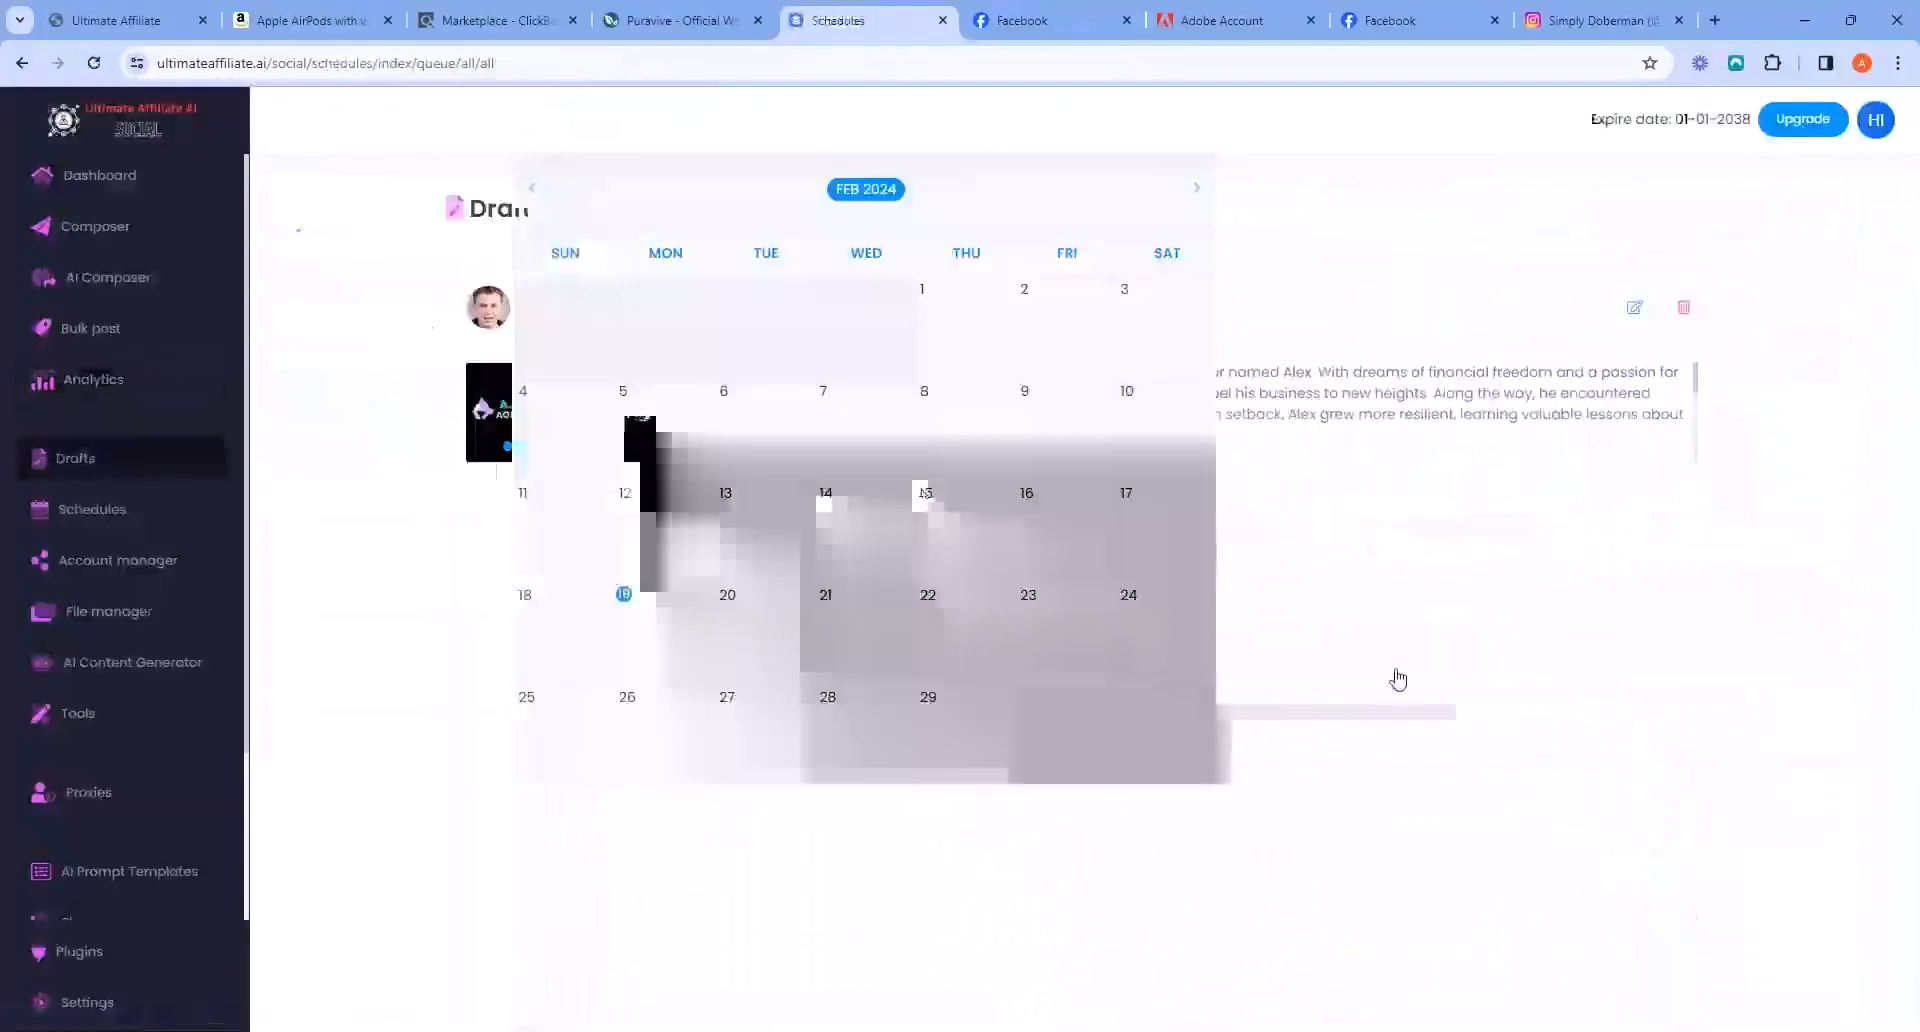 Ultimate Affiliate
Apple AirPods with
Marketplace - ClickB
Puravive - Official W
Schedules
Facebook
Adobe Account
Facebook
Simply Doberman
ultimateaffiliate.ai/social/schedules/index/queue/all/all
Ultimate Affiliate AI
SOCIAL
Expire date: 01-01-2038
Upgrade
HI
Dashboard
Composer
AI Composer
Bulk post
Analytics
Drafts
Schedules
Account manager
File manager
AI Content Generator
Tools
Proxies
AI Prompt Templates
Plugins
Settings
FEB 2024
SUN MON TUE WED THU FRI SAT
1 2 3
4 5 6 7 8 9 10
11 12 13 14 15 16 17
18 19 20 21 22 23 24
25 26 27 28 29
named Alex. With dreams of financial freedom and a passion for
his business to new heights. Along the way, he encountered
setback, Alex grew more resilient, learning valuable lessons about